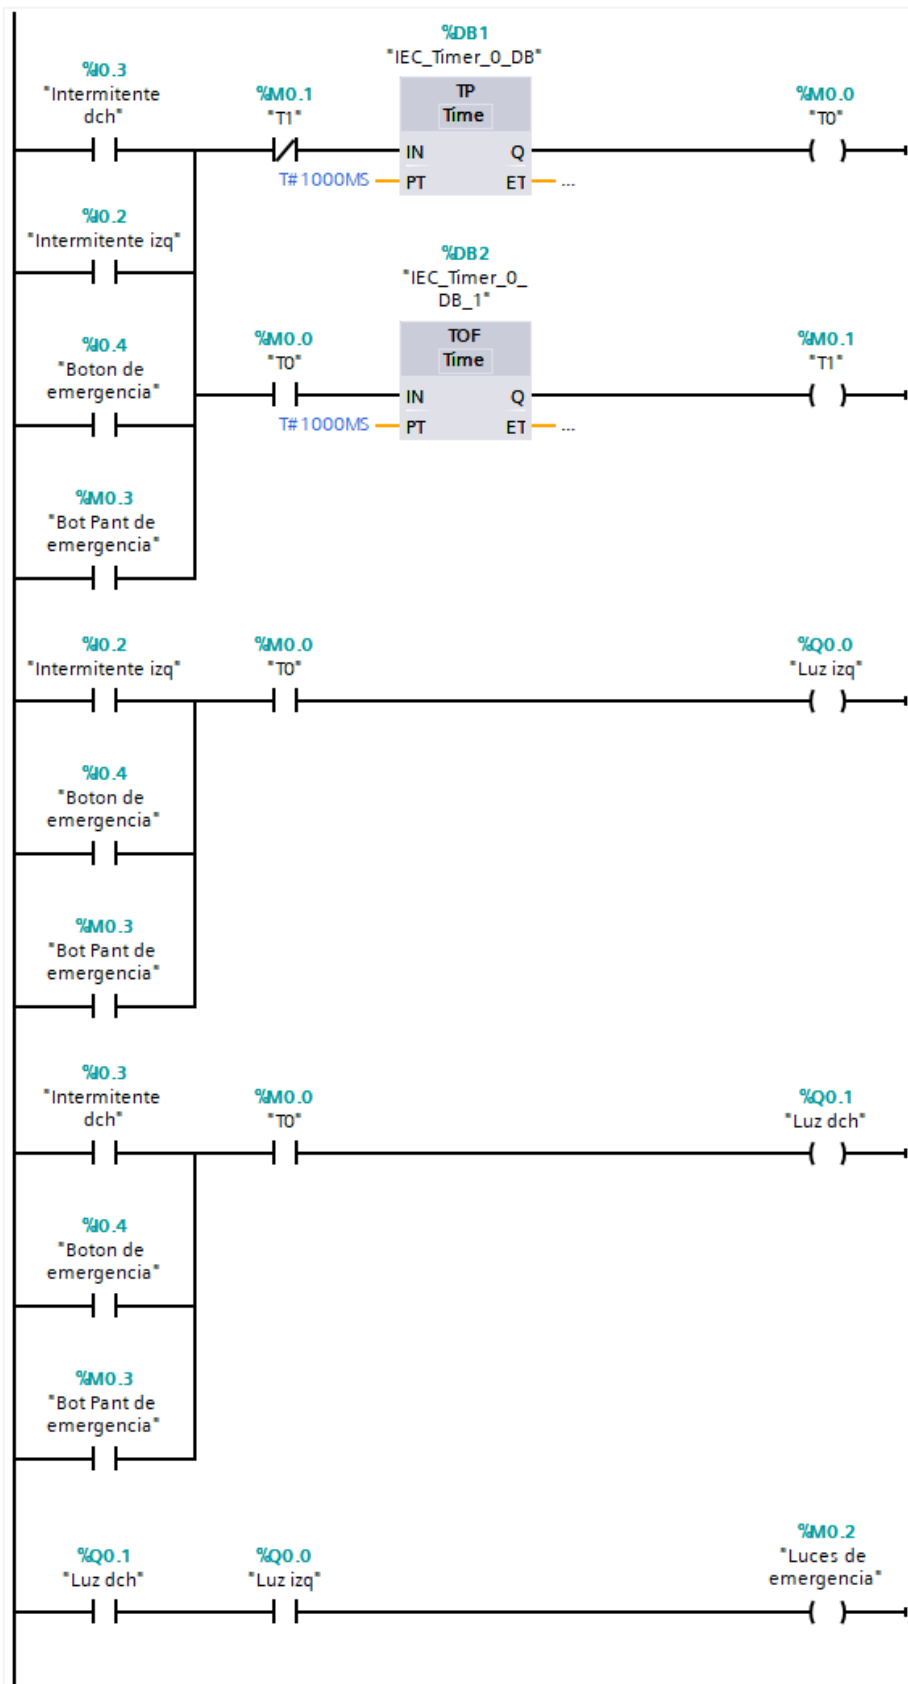 %DB1
"IEC_Timer_0_DB"
%I0.3
"Intermitente
dch"
%M0.1
"T1"
TP
Time
%M0.0
"T0"
IN
Q
T#1000MS
PT
ET
...
%I0.2
"Intermitente izq"
%DB2
"IEC_Timer_0_
DB_1"
%I0.4
"Boton de
emergencia"
%M0.0
"T0"
TOF
Time
%M0.1
"T1"
IN
Q
T#1000MS
PT
ET
...
%M0.3
"Bot Pant de
emergencia"
%I0.2
"Intermitente izq"
%M0.0
"T0"
%Q0.0
"Luz izq"
%I0.4
"Boton de
emergencia"
%M0.3
"Bot Pant de
emergencia"
%I0.3
"Intermitente
dch"
%M0.0
"T0"
%Q0.1
"Luz dch"
%I0.4
"Boton de
emergencia"
%M0.3
"Bot Pant de
emergencia"
%Q0.1
"Luz dch"
%Q0.0
"Luz izq"
%M0.2
"Luces de
emergencia"